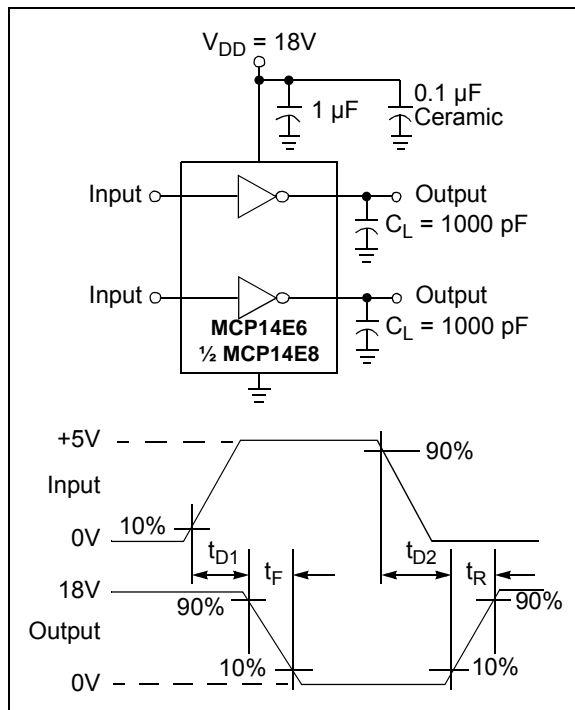 V_DD = 18V
1 µF
0.1 µF
Ceramic
Input
Output
C_L = 1000 pF
Input
Output
C_L = 1000 pF
MCP14E6
½ MCP14E8
+5V
90%
Input
10%
0V
t_D1
t_F
t_D2
t_R
18V
90%
90%
Output
10%
10%
0V